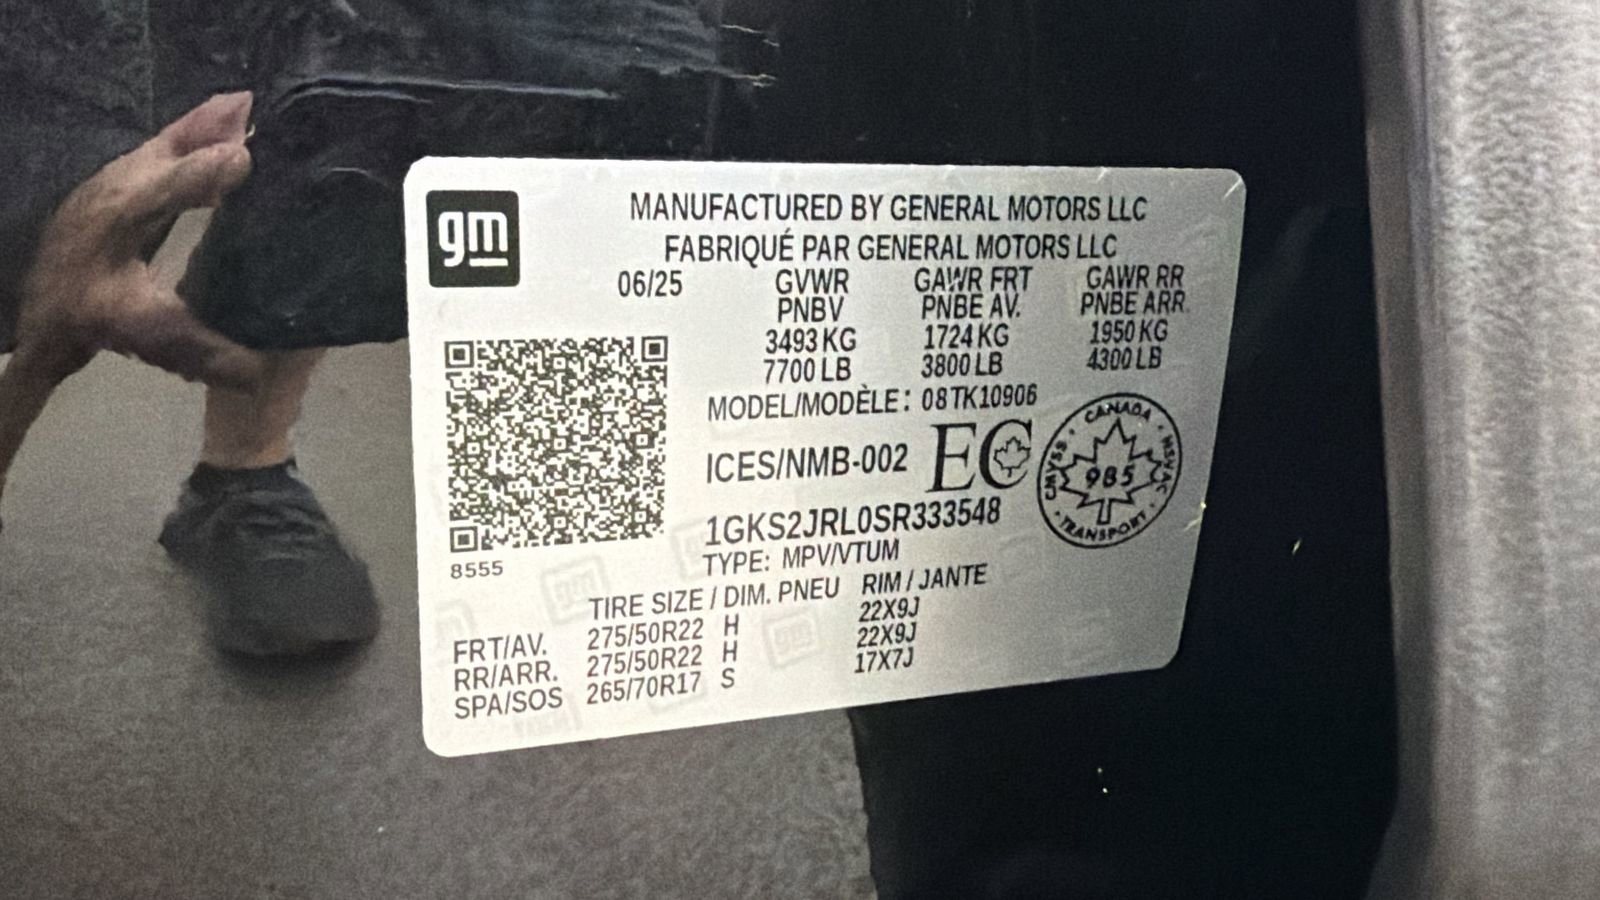 gm
MANUFACTURED BY GENERAL MOTORS LLC
FABRIQUÉ PAR GENERAL MOTORS LLC
06/25 GVWR GAWR FRT GAWR RR
PNBV PNBE AV. PNBE ARR.
3493 KG 1724 KG 1950 KG
7700 LB 3800 LB 4300 LB
MODEL/MODÈLE: 08TK10906
ICES/NMB-002 EC
CANADA · NSVAC · TRANSPORT · CMVSS ·
985
1GKS2JRL0SR333548
TYPE: MPV/VTUM
8555
TIRE SIZE / DIM. PNEU RIM / JANTE
FRT/AV. 275/50R22 H 22X9J
RR/ARR. 275/50R22 H 22X9J
SPA/SOS 265/70R17 S 17X7J